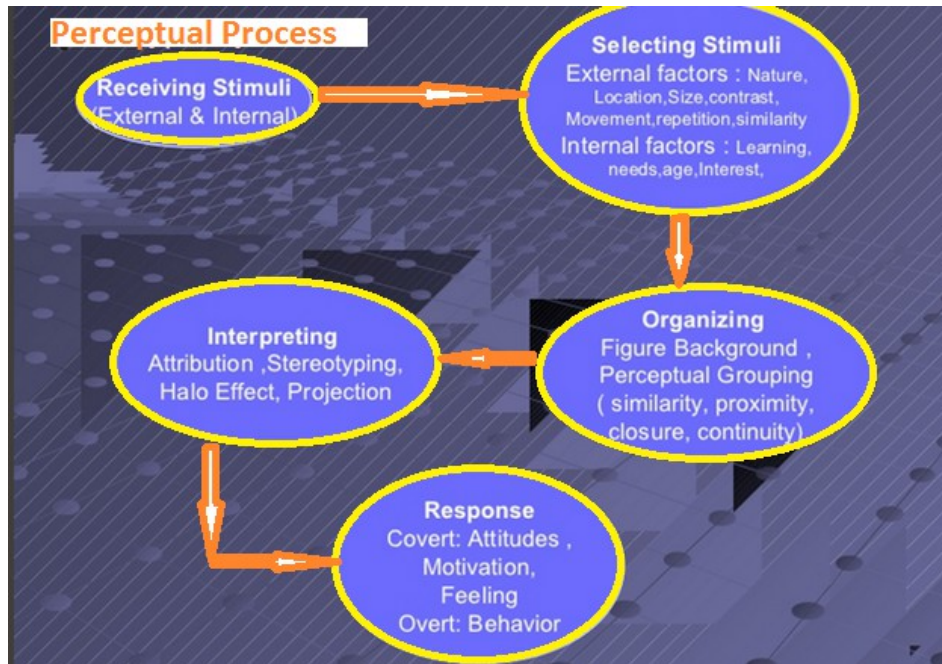 Perceptual Process
Receiving Stimuli
(External & Internal)
Selecting Stimuli
External factors : Nature,
Location,Size,contrast,
Movement,repetition,similarity
Internal factors : Learning,
needs,age,Interest,
Organizing
Figure Background ,
Perceptual Grouping
( similarity, proximity,
closure, continuity)
Interpreting
Attribution ,Stereotyping,
Halo Effect, Projection
Response
Covert: Attitudes ,
Motivation,
Feeling
Overt: Behavior